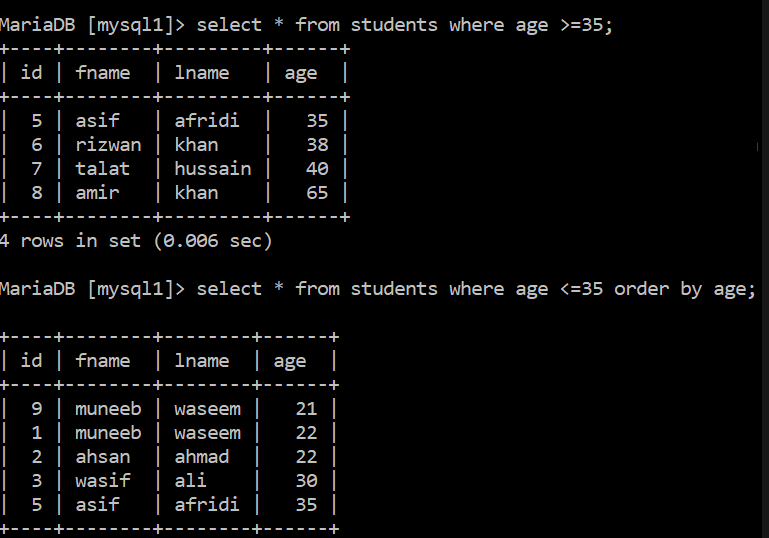 MariaDB [mysql1]> select * from students where age >=35;
+----+--------+---------+------+
| id | fname  | lname   | age  |
+----+--------+---------+------+
|  5 | asif   | afridi  |   35 |
|  6 | rizwan | khan    |   38 |
|  7 | talat  | hussain |   40 |
|  8 | amir   | khan    |   65 |
+----+--------+---------+------+
4 rows in set (0.006 sec)
MariaDB [mysql1]> select * from students where age <=35 order by age;
+----+--------+--------+------+
| id | fname  | lname  | age  |
+----+--------+--------+------+
|  9 | muneeb | waseem |   21 |
|  1 | muneeb | waseem |   22 |
|  2 | ahsan  | ahmad  |   22 |
|  3 | wasif  | ali    |   30 |
|  5 | asif   | afridi |   35 |
+----+--------+--------+------+